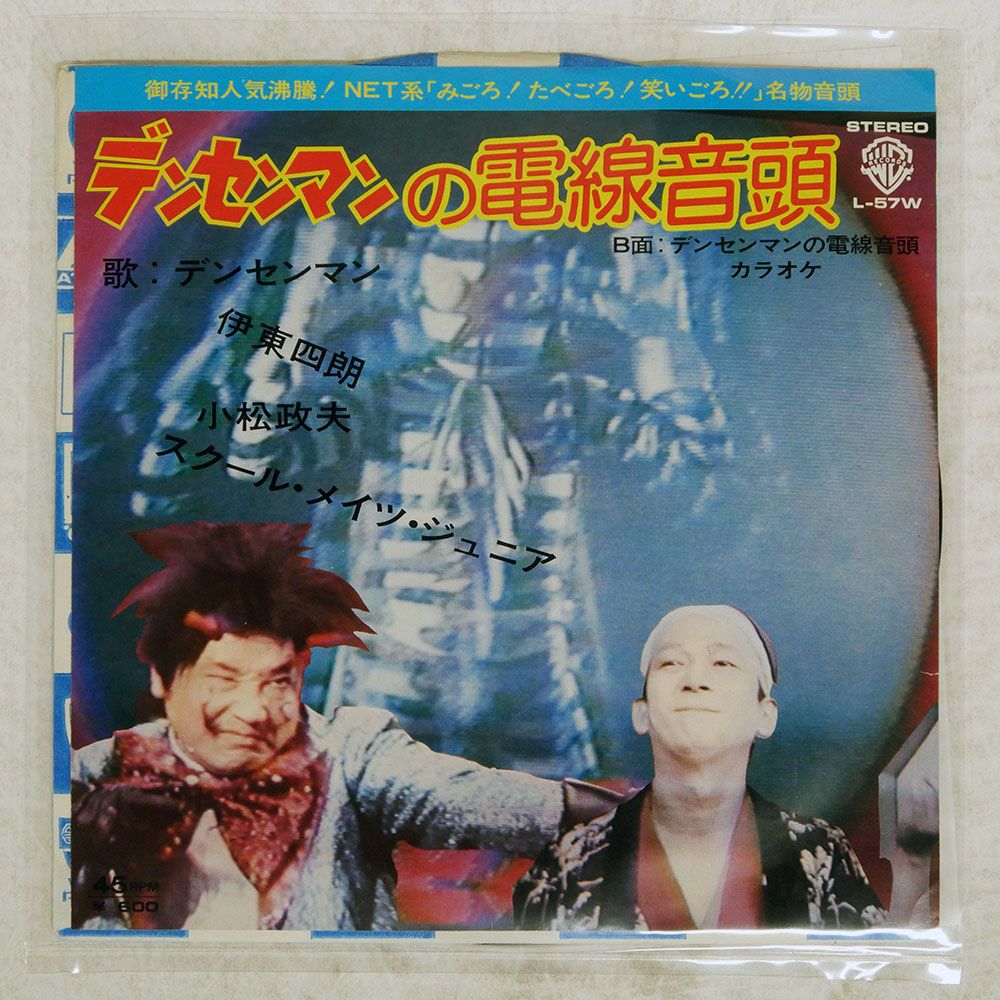 御存知人気沸騰！NET系「みごろ！たべごろ！笑いごろ!!」名物音頭
デンセンマンの電線音頭
STEREO
RECORDS
L-57W
B面：デンセンマンの電線音頭
カラオケ
歌：デンセンマン
伊東四朗
小松政夫
スクール・メイツ・ジュニア
45RPM
¥ 600